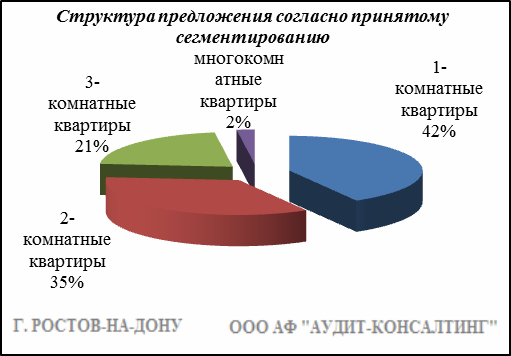 Структура предложения согласно принятому
сегментированию
многокомн
атные
квартиры
2%
1-
комнатные
квартиры
42%
3-
комнатные
квартиры
21%
2-
комнатные
квартиры
35%
Г. РОСТОВ-НА-ДОНУ
ООО АФ "АУДИТ-КОНСАЛТИНГ"